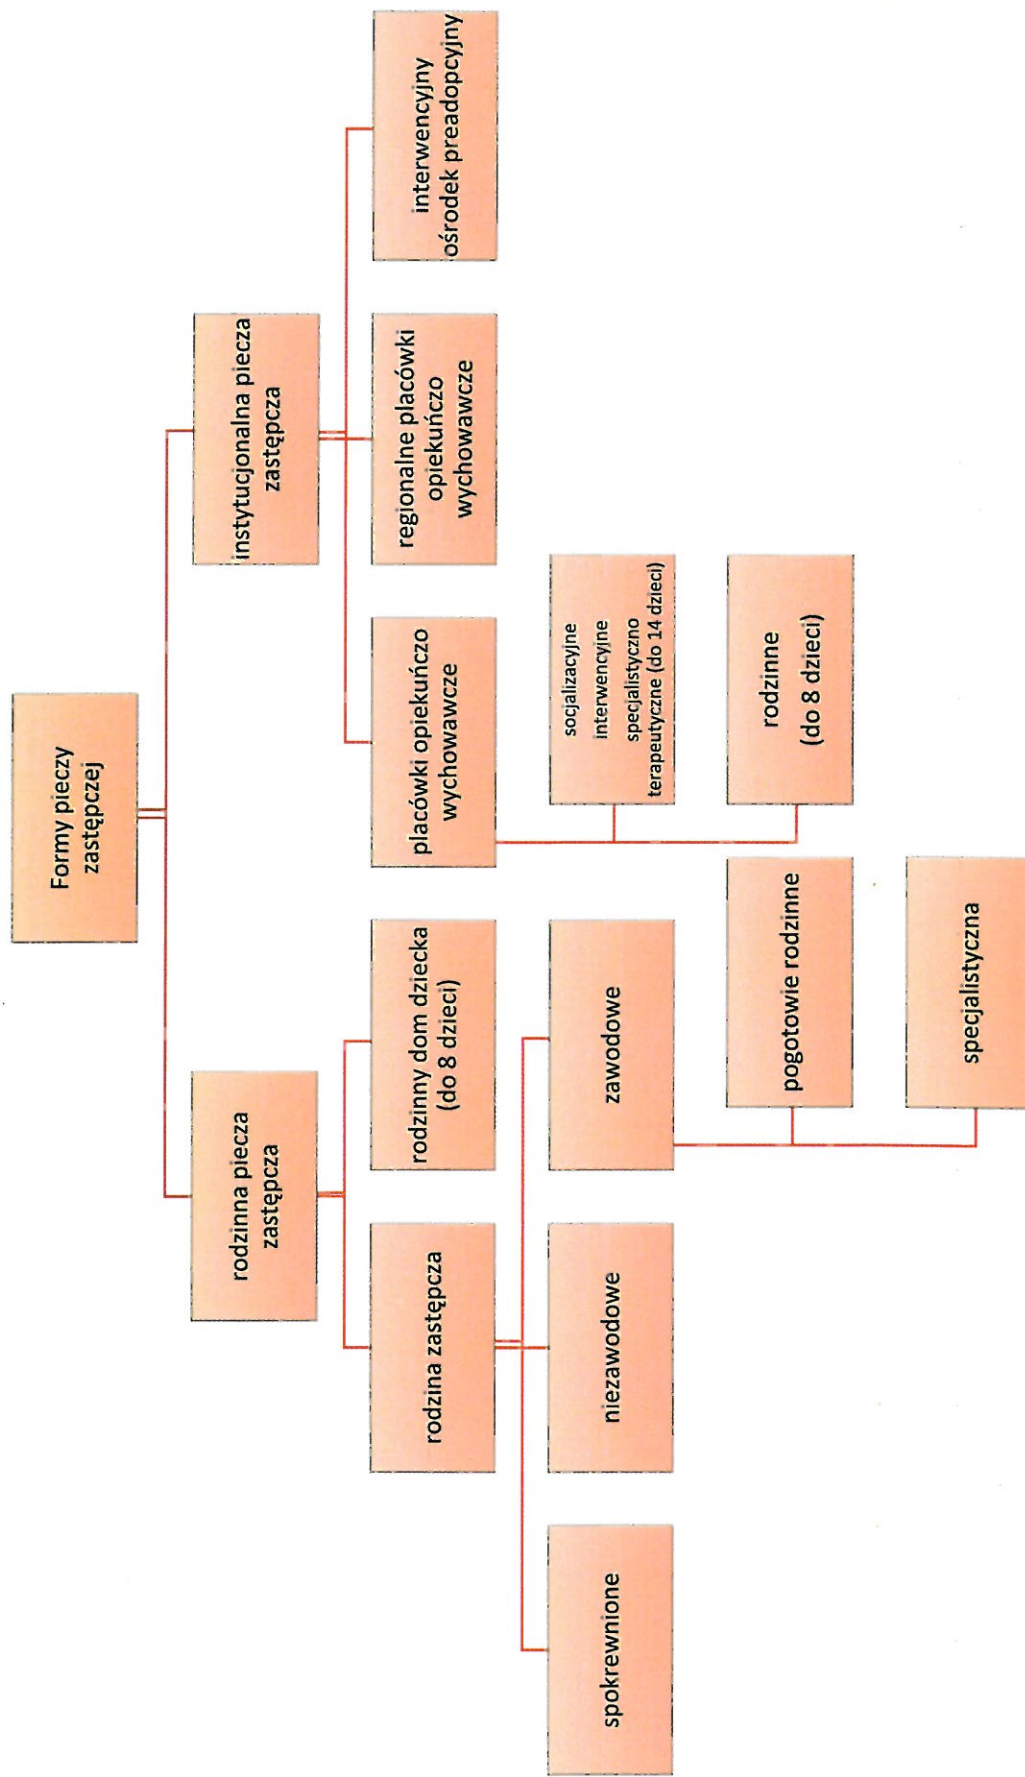 Formy pieczy
zastępczej
rodzinna piecza
zastępcza
instytucjonalna piecza
zastępcza
rodzina zastępcza
rodzinny dom dziecka
(do 8 dzieci)
placówki opiekuńczo
wychowawcze
regionalne placówki
opiekuńczo
wychowawcze
interwencyjny
ośrodek preadopcyjny
spokrewnione
niezawodowe
zawodowe
socjalizacyjne
interwencyjne
specjalistyczno
terapeutyczne (do 14 dzieci)
pogotowie rodzinne
rodzinne
(do 8 dzieci)
specjalistyczna